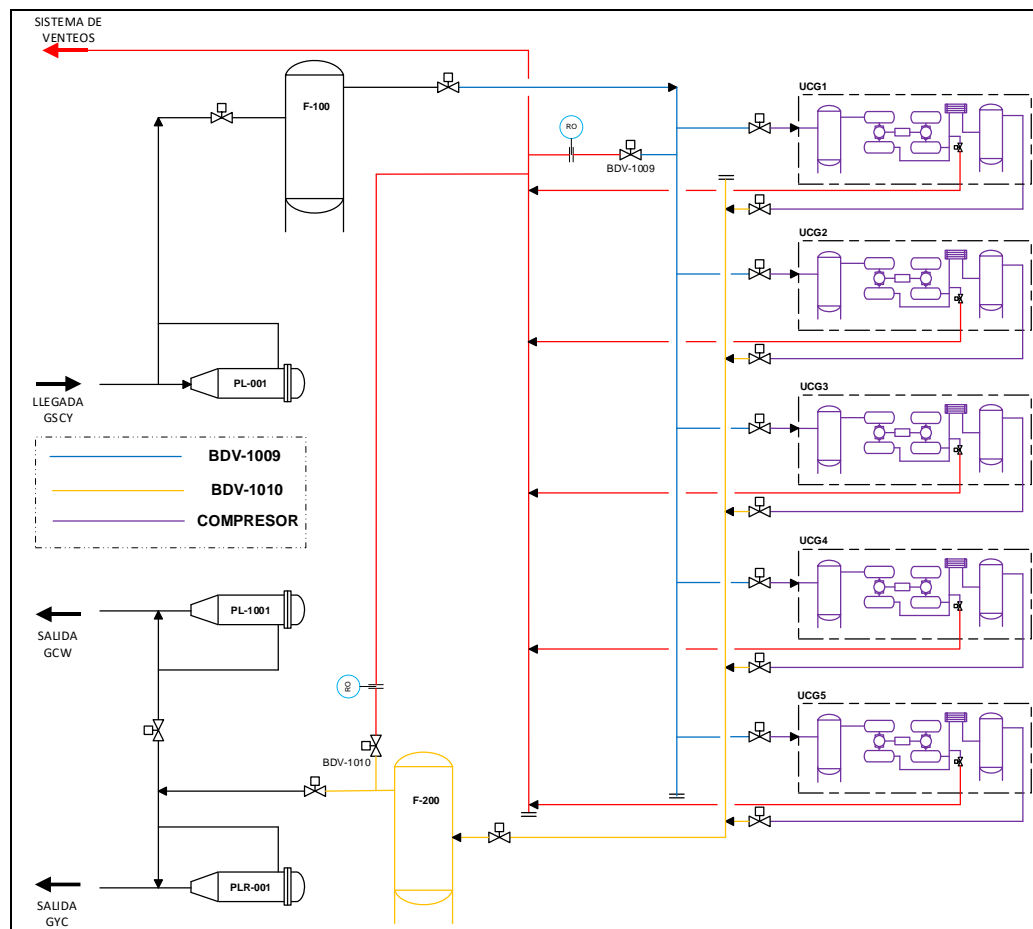 SISTEMA DE
VENTEOS
F-100
UCG1
RO
BDV-1009
UCG2
PL-001
LLEGADA
GSCY
UCG3
BDV-1009
BDV-1010
COMPRESOR
UCG4
PL-1001
SALIDA
GCW
RO
UCG5
BDV-1010
F-200
PLR-001
SALIDA
GYC